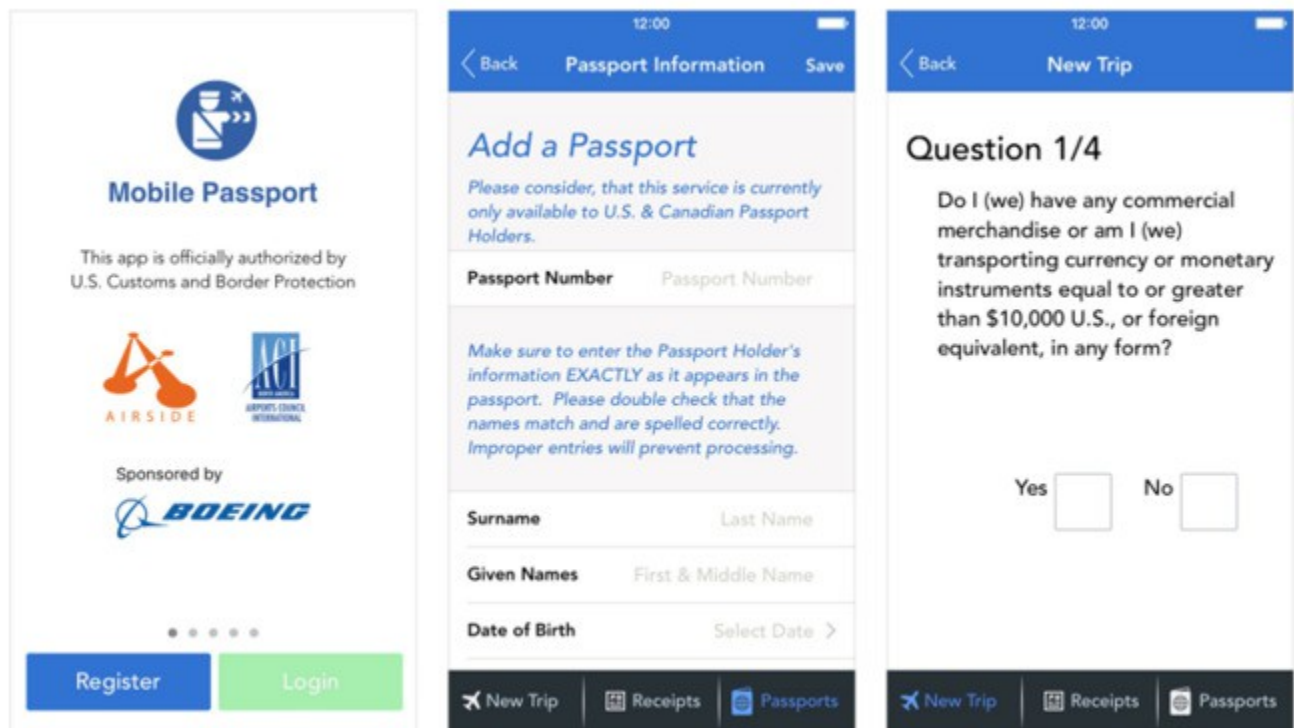 Mobile Passport
This app is officially authorized by
U.S. Customs and Border Protection
AIRSIDE
ACI
NORTH AMERICA
AIRPORTS COUNCIL
INTERNATIONAL
Sponsored by
BOEING
Register
Login
12:00
Back
Passport Information
Save
Add a Passport
Please consider, that this service is currently
only available to U.S. & Canadian Passport
Holders.
Passport Number Passport Number
Make sure to enter the Passport Holder's
information EXACTLY as it appears in the
passport. Please double check that the
names match and are spelled correctly.
Improper entries will prevent processing.
Surname Last Name
Given Names First & Middle Name
Date of Birth Select Date
New Trip Receipts Passports
12:00
Back
New Trip
Question 1/4
Do I (we) have any commercial
merchandise or am I (we)
transporting currency or monetary
instruments equal to or greater
than $10,000 U.S., or foreign
equivalent, in any form?
Yes No
New Trip Receipts Passports